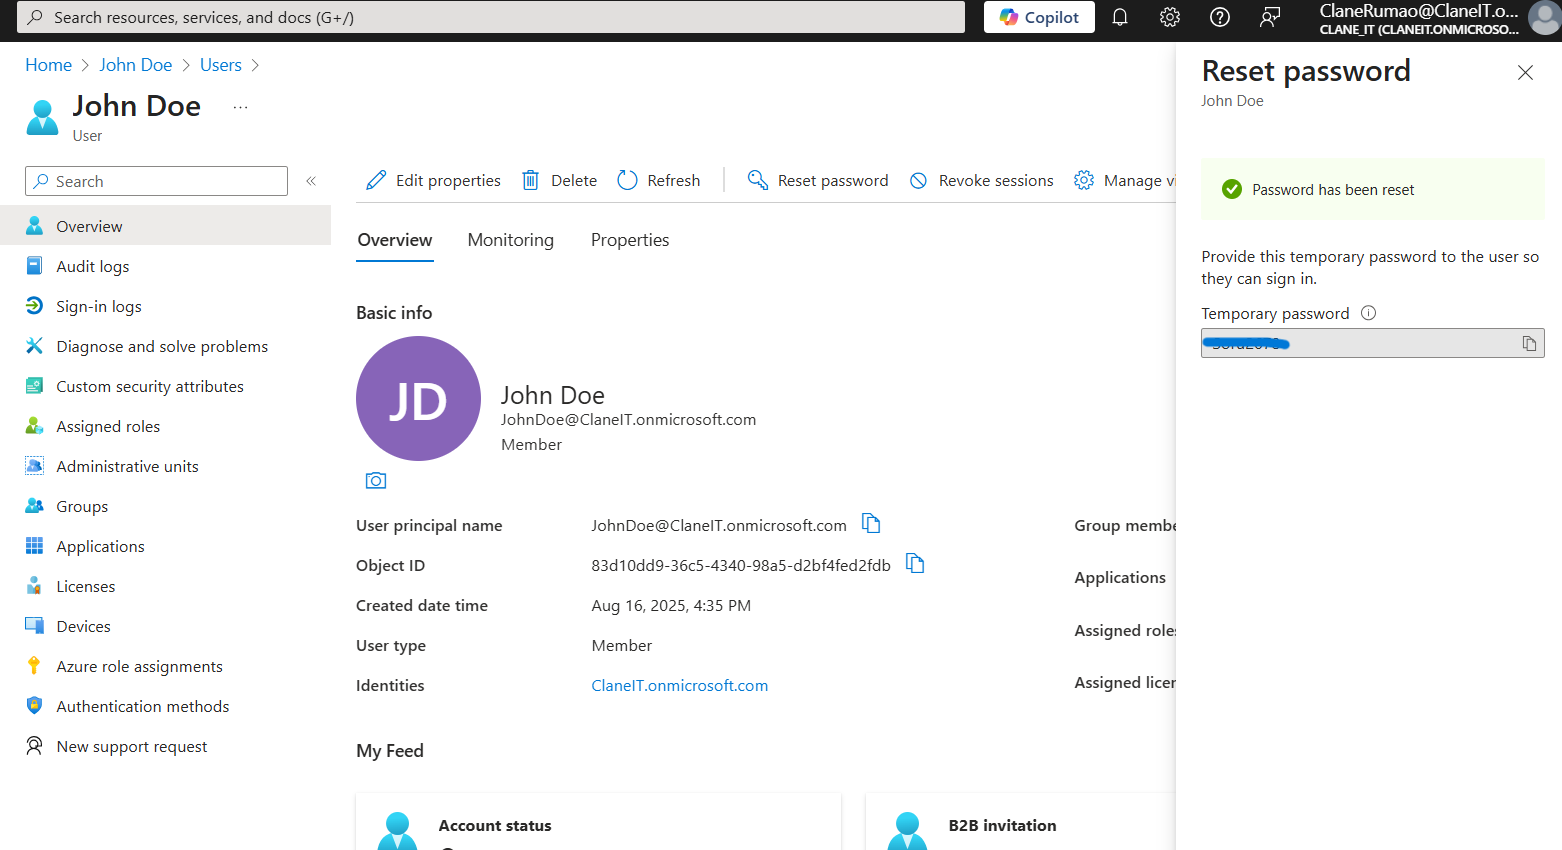 Search resources, services, and docs (G+/)
Copilot
ClaneRumao@ClaneIT.o...
CLANE_IT (CLANEIT.ONMICROSO...
Home > John Doe > Users >
John Doe ...
User
Search
«
Overview
Audit logs
Sign-in logs
Diagnose and solve problems
Custom security attributes
Assigned roles
Administrative units
Groups
Applications
Licenses
Devices
Azure role assignments
Authentication methods
New support request
Edit properties
Delete
Refresh
Reset password
Revoke sessions
Manage vi
Overview
Monitoring
Properties
Basic info
JD
John Doe
JohnDoe@ClaneIT.onmicrosoft.com
Member
User principal name
JohnDoe@ClaneIT.onmicrosoft.com
Object ID
83d10dd9-36c5-4340-98a5-d2bf4fed2fdb
Created date time
Aug 16, 2025, 4:35 PM
User type
Member
Identities
ClaneIT.onmicrosoft.com
Group membe
Applications
Assigned roles
Assigned licen
My Feed
Account status
B2B invitation
Reset password
John Doe
Password has been reset
Provide this temporary password to the user so
they can sign in.
Temporary password